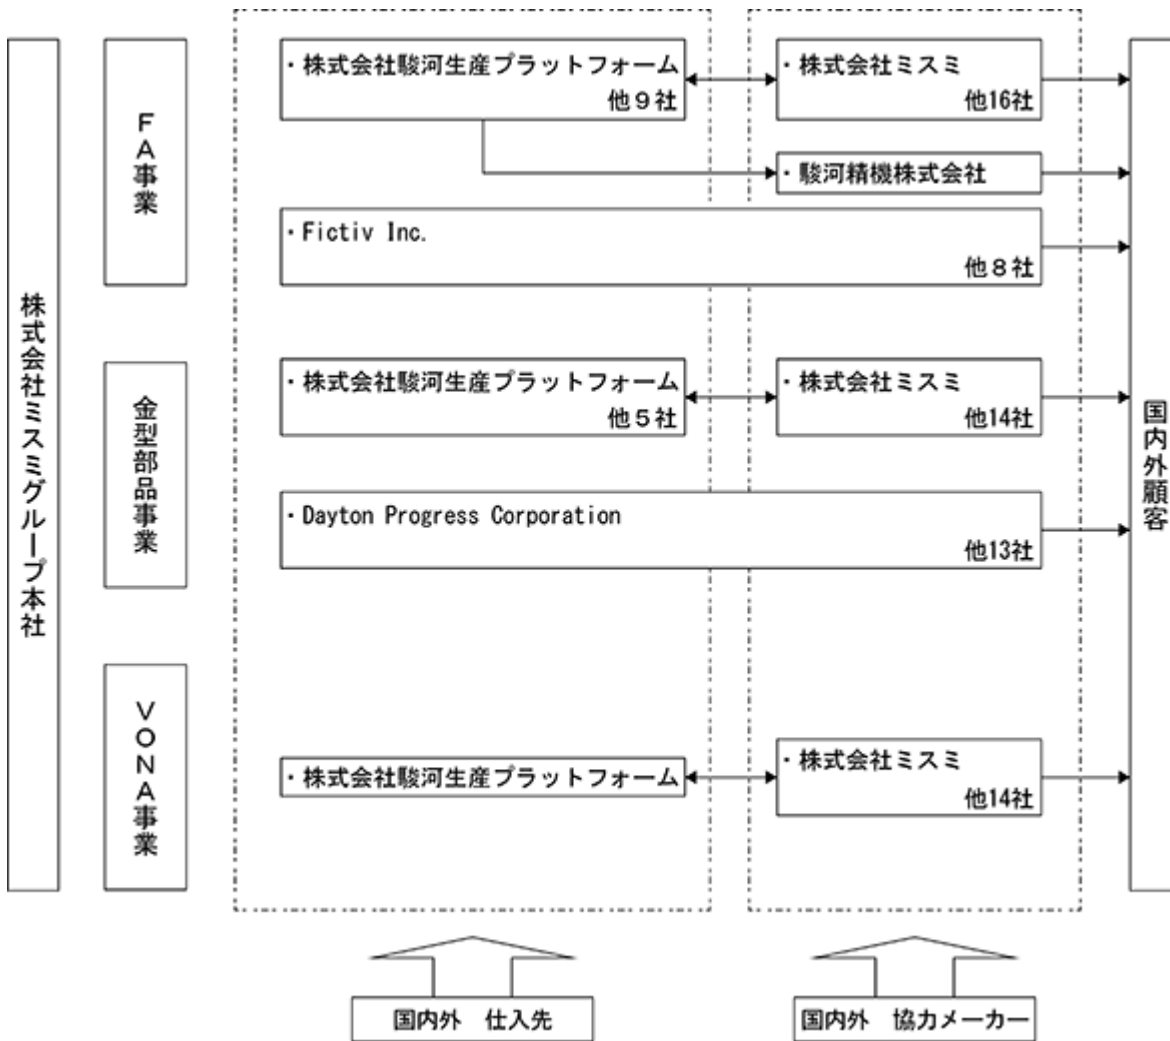 株式会社ミスミグループ本社
ＦＡ事業
・株式会社駿河生産プラットフォーム
他９社
・株式会社ミスミ
他16社
・駿河精機株式会社
・Fictiv Inc.
他８社
金型部品事業
・株式会社駿河生産プラットフォーム
他５社
・株式会社ミスミ
他14社
・Dayton Progress Corporation
他13社
ＶＯＮＡ事業
・株式会社駿河生産プラットフォーム
・株式会社ミスミ
他14社
国内外顧客
国内外　仕入先
国内外　協力メーカー